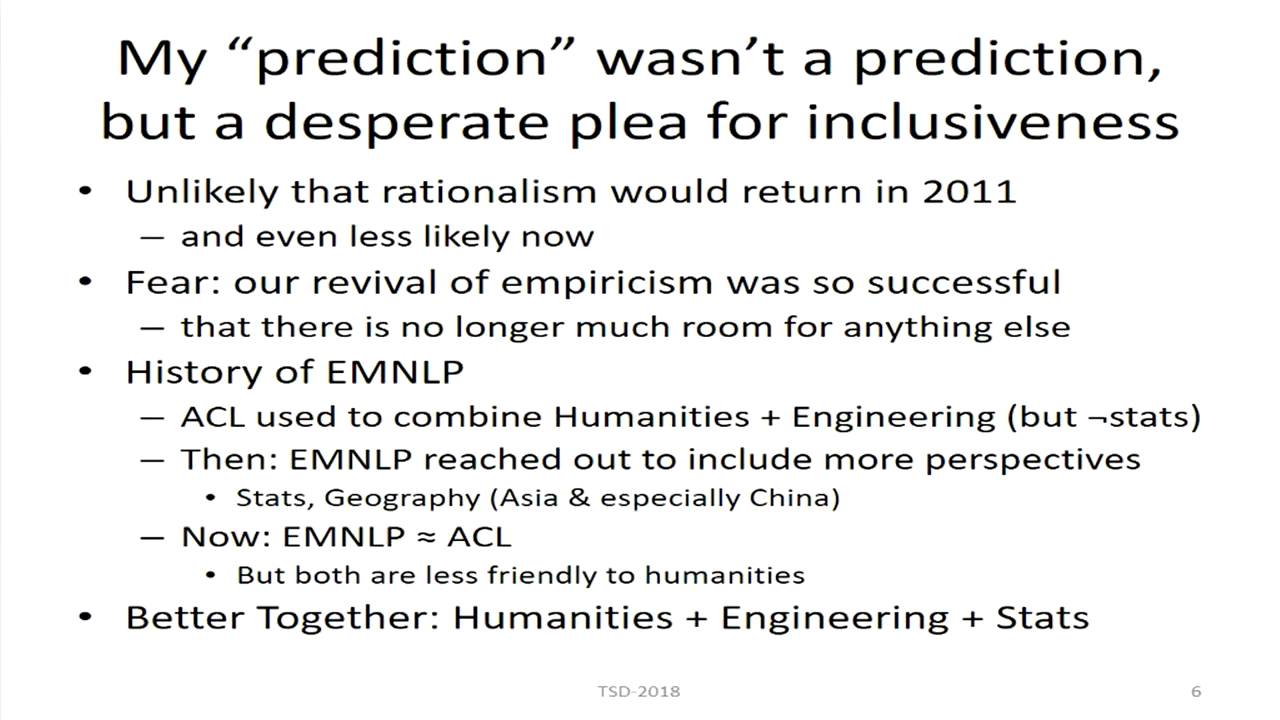 My “prediction” wasn’t a prediction,
but a desperate plea for inclusiveness
• Unlikely that rationalism would return in 2011
– and even less likely now
• Fear: our revival of empiricism was so successful
– that there is no longer much room for anything else
• History of EMNLP
– ACL used to combine Humanities + Engineering (but ¬stats)
– Then: EMNLP reached out to include more perspectives
• Stats, Geography (Asia & especially China)
– Now: EMNLP ≈ ACL
• But both are less friendly to humanities
• Better Together: Humanities + Engineering + Stats
TSD-2018
6